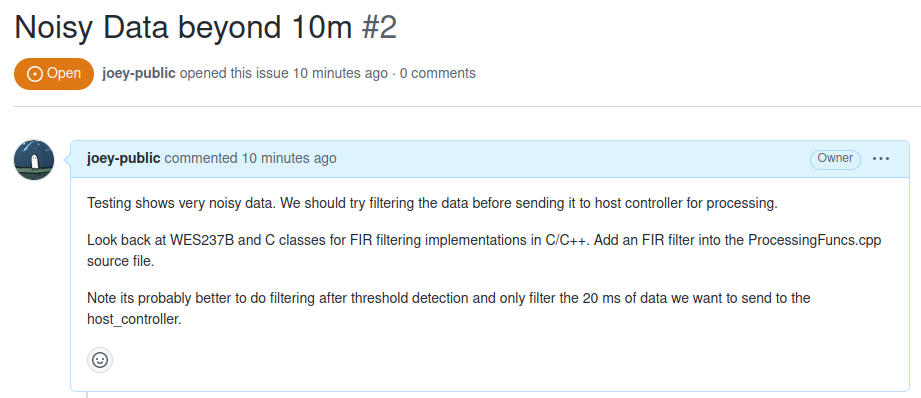 Noisy Data beyond 10m #2
Open joey-public opened this issue 10 minutes ago · 0 comments
joey-public commented 10 minutes ago Owner ...
Testing shows very noisy data. We should try filtering the data before sending it to host controller for processing.
Look back at WES237B and C classes for FIR filtering implementations in C/C++. Add an FIR filter into the ProcessingFuncs.cpp
source file.
Note its probably better to do filtering after threshold detection and only filter the 20 ms of data we want to send to the
host_controller.